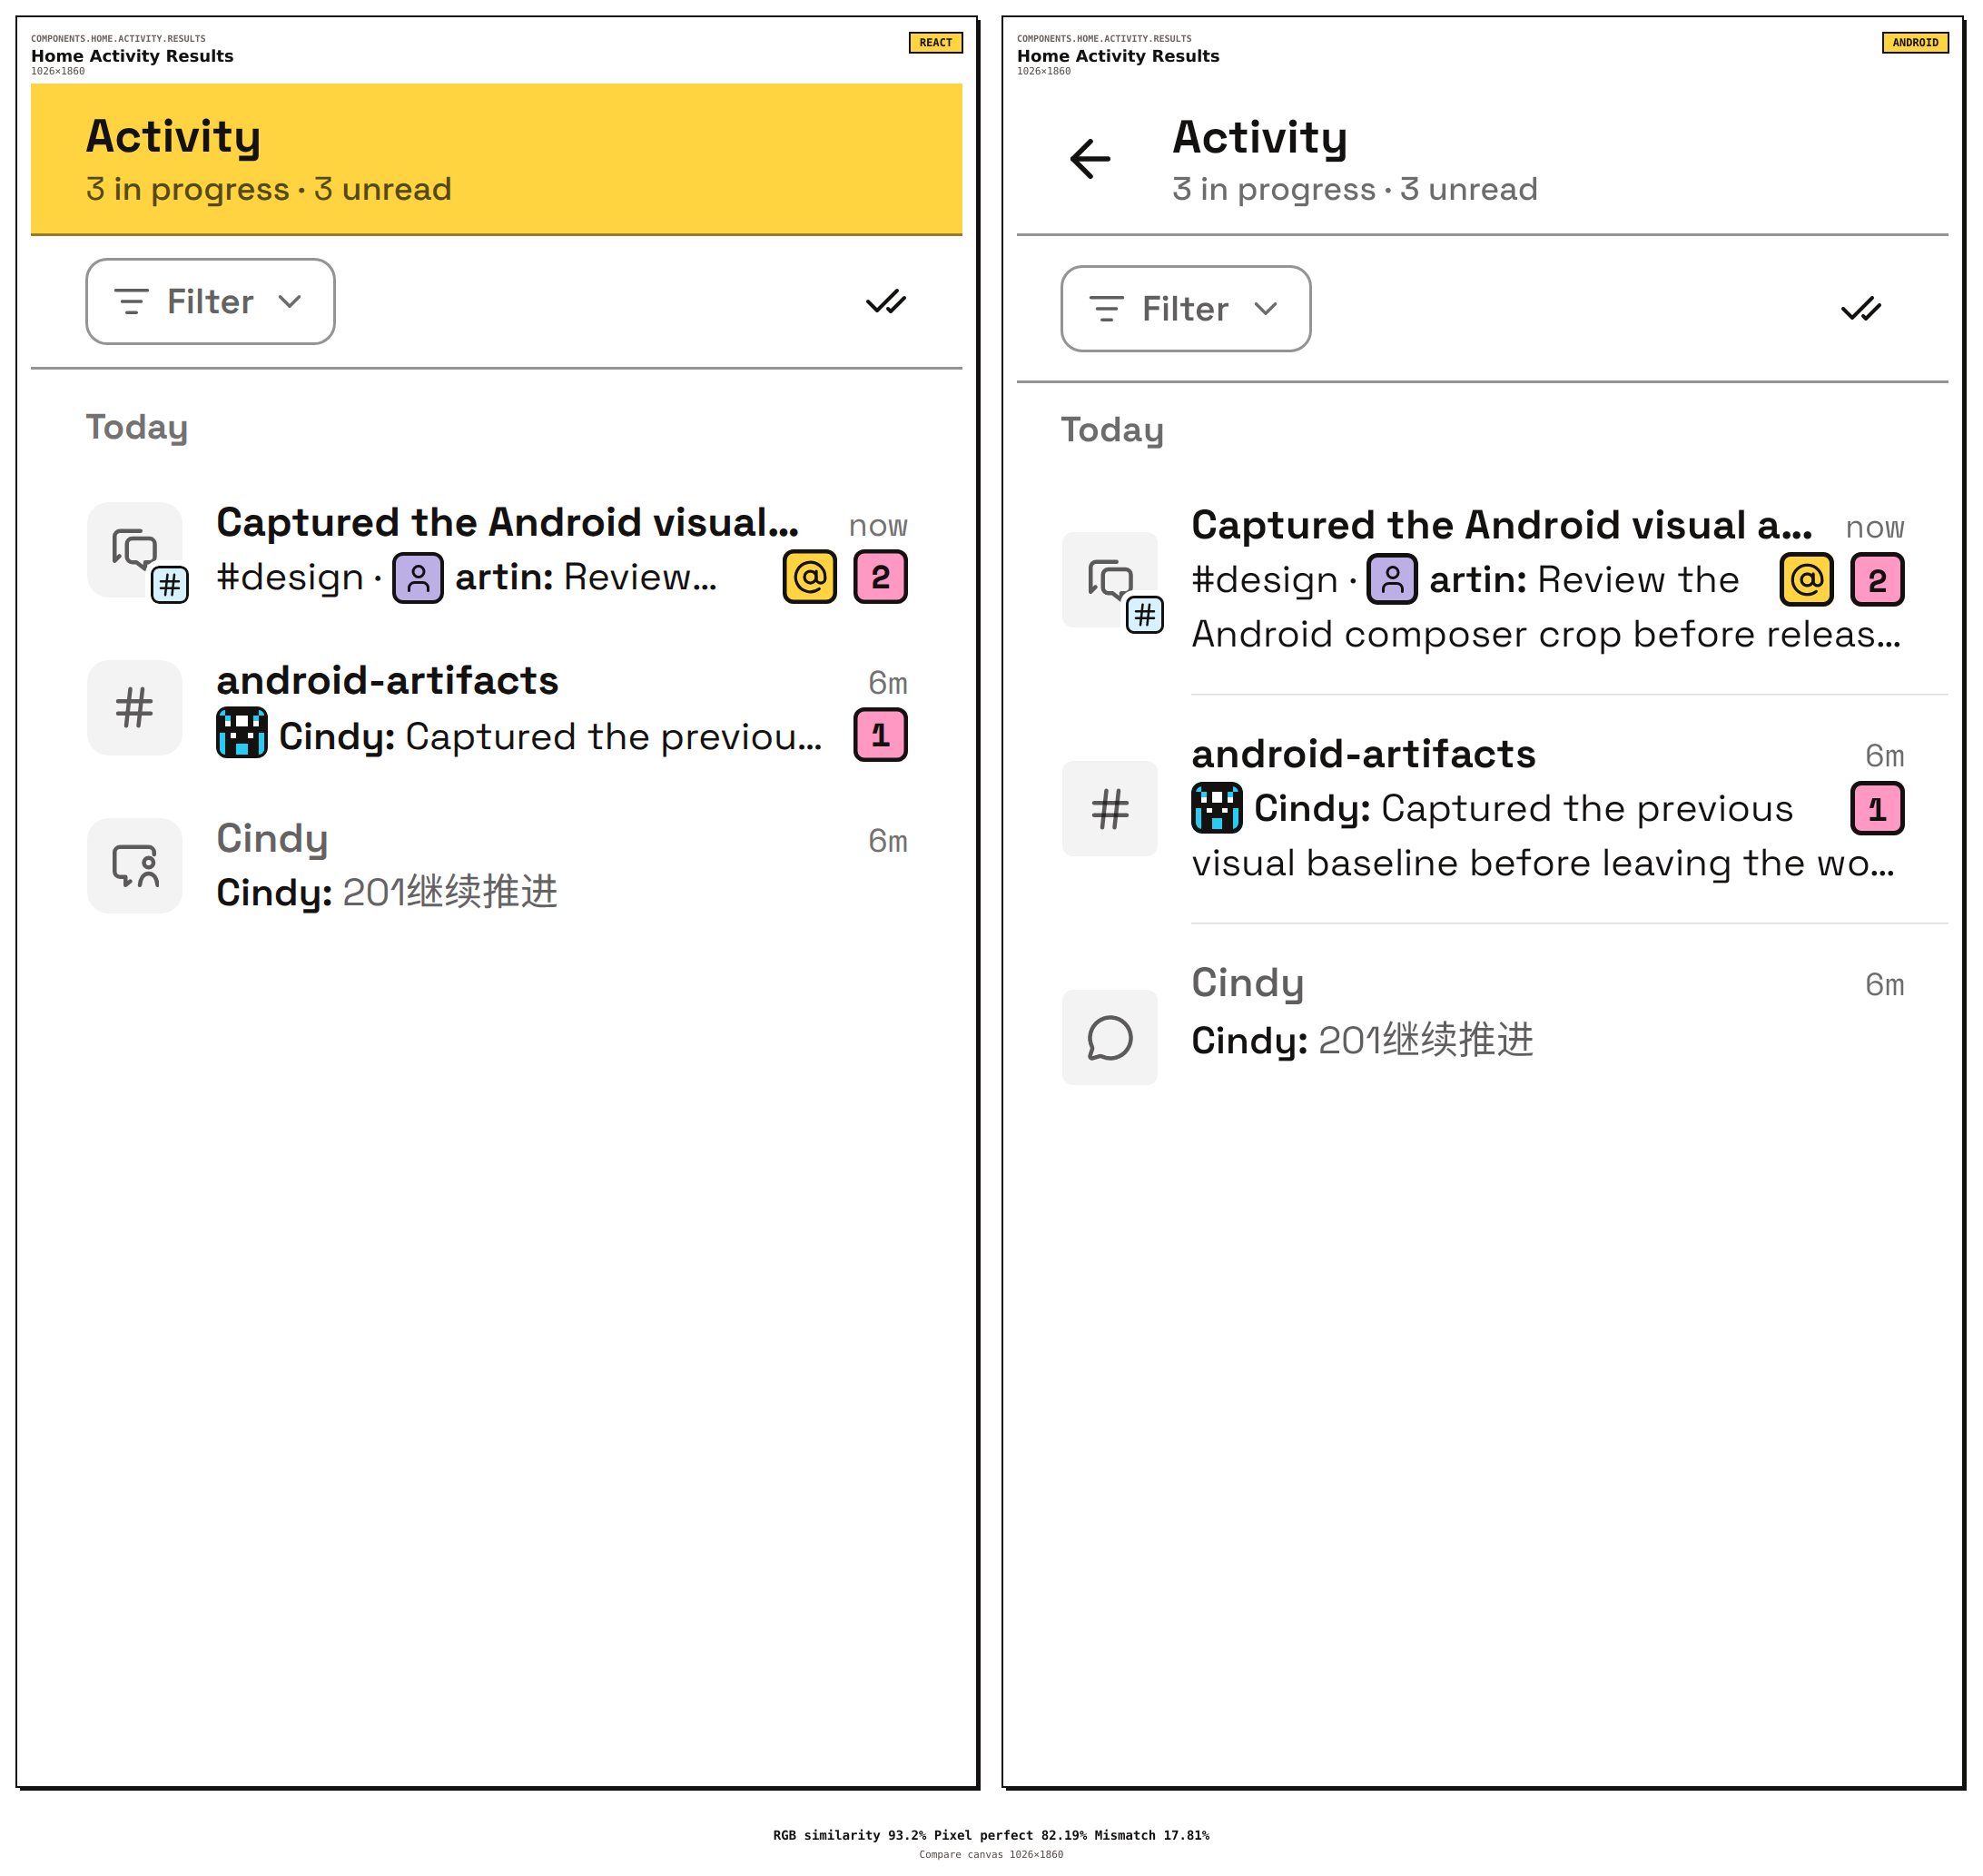 COMPONENTS.HOME.ACTIVITY.RESULTS
Home Activity Results
1026×1860
REACT
Activity
3 in progress · 3 unread
Filter
Today
Captured the Android visual... now
#design · artin: Review... @ 2
#
android-artifacts 6m
# Cindy: Captured the previou... 1
Cindy 6m
Cindy: 201继续推进
COMPONENTS.HOME.ACTIVITY.RESULTS
Home Activity Results
1026×1860
ANDROID
Activity
3 in progress · 3 unread
Filter
Today
Captured the Android visual a... now
#design · artin: Review the @ 2
# Android composer crop before releas...
android-artifacts 6m
# Cindy: Captured the previous 1
visual baseline before leaving the wo...
Cindy 6m
Cindy: 201继续推进
RGB similarity 93.2% Pixel perfect 82.19% Mismatch 17.81%
Compare canvas 1026×1860